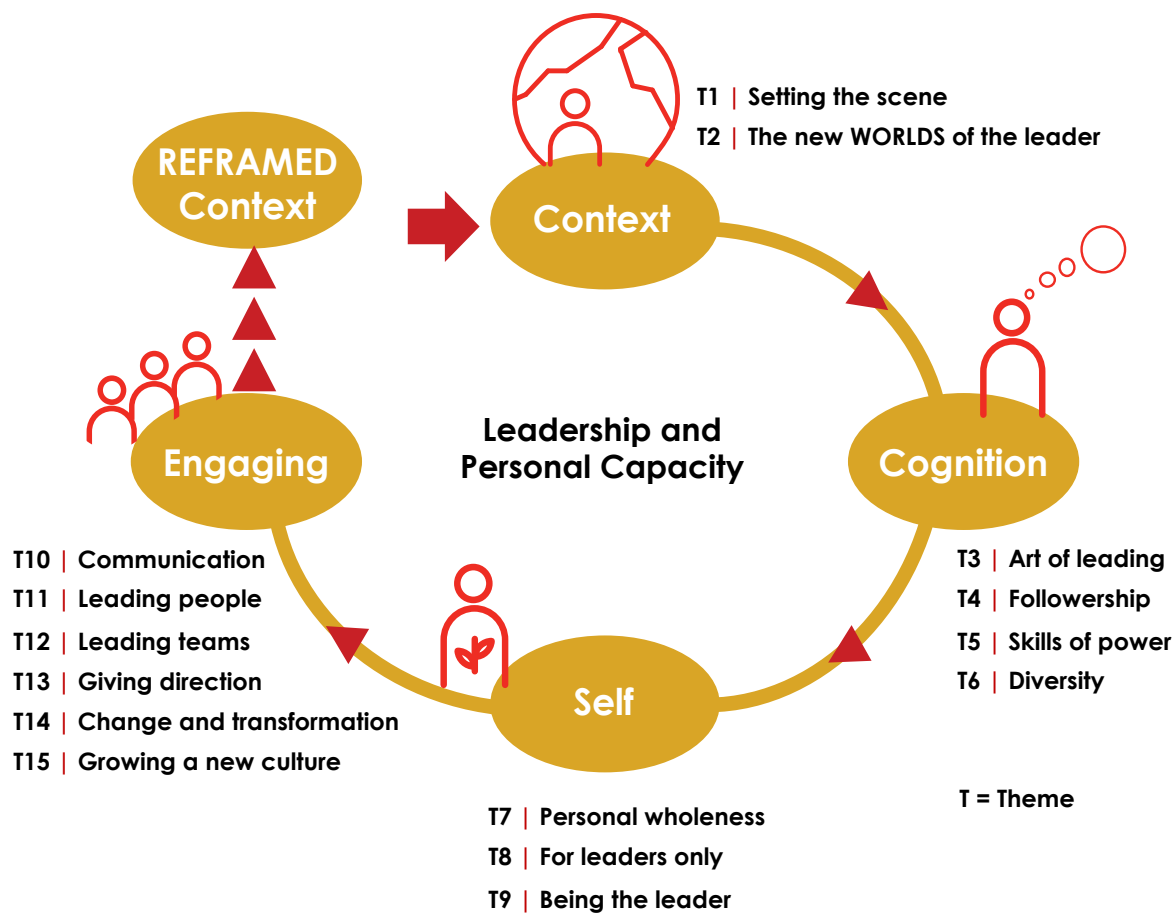 T1 | Setting the scene
T2 | The new WORLDS of the leader
REFRAMED
Context
Context
Leadership and
Personal Capacity
Engaging
Cognition
T10 | Communication
T11 | Leading people
T12 | Leading teams
T13 | Giving direction
T14 | Change and transformation
T15 | Growing a new culture
T3 | Art of leading
T4 | Followership
T5 | Skills of power
T6 | Diversity
Self
T = Theme
T7 | Personal wholeness
T8 | For leaders only
T9 | Being the leader